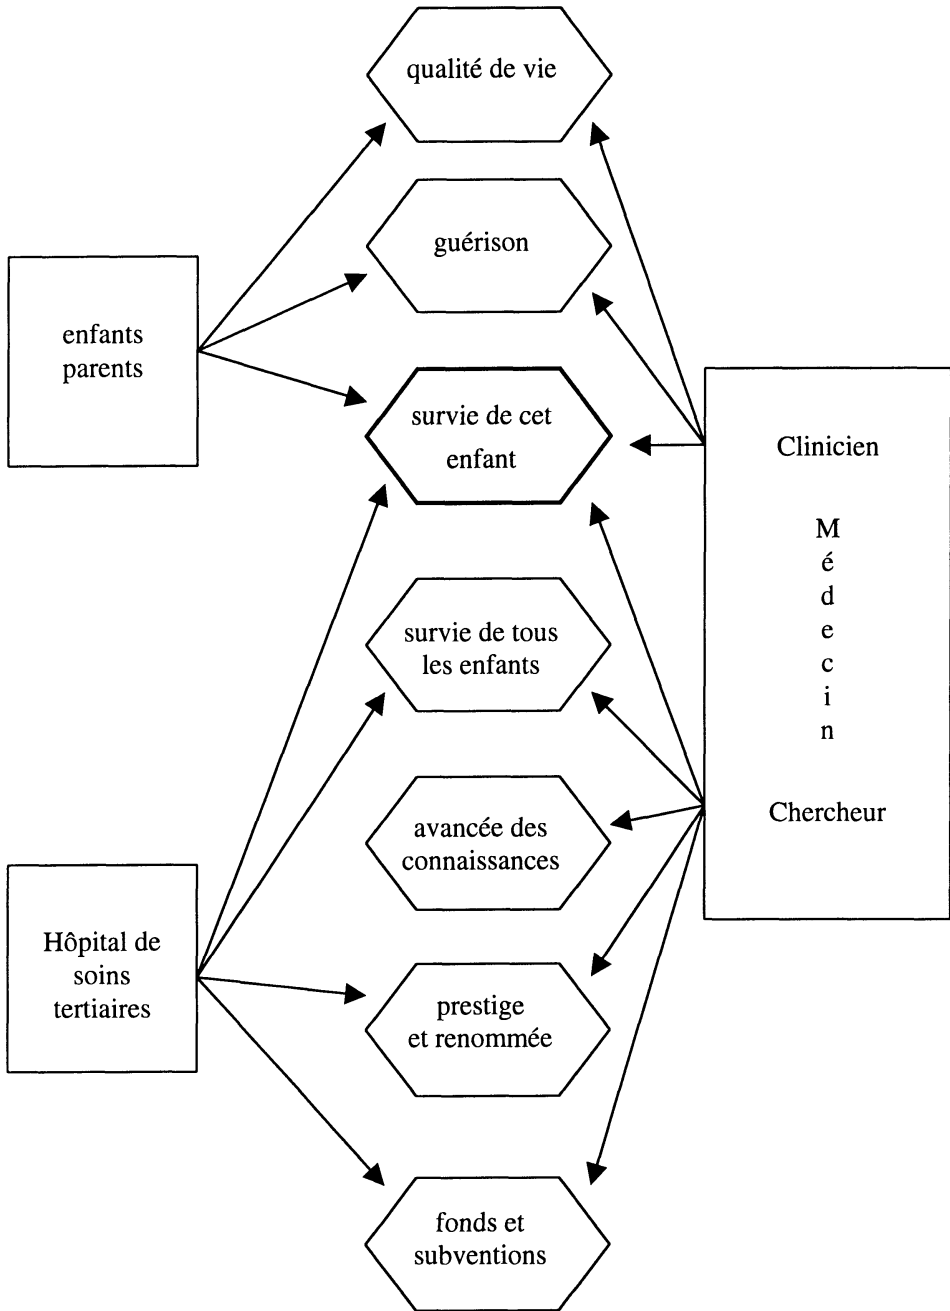 qualité de vie
guérison
enfants
parents
survie de cet
enfant
Clinicien
M
é
d
e
c
i
n
Chercheur
survie de tous
les enfants
avancée des
connaissances
Hôpital de
soins
tertiaires
prestige
et renommée
fonds et
subventions